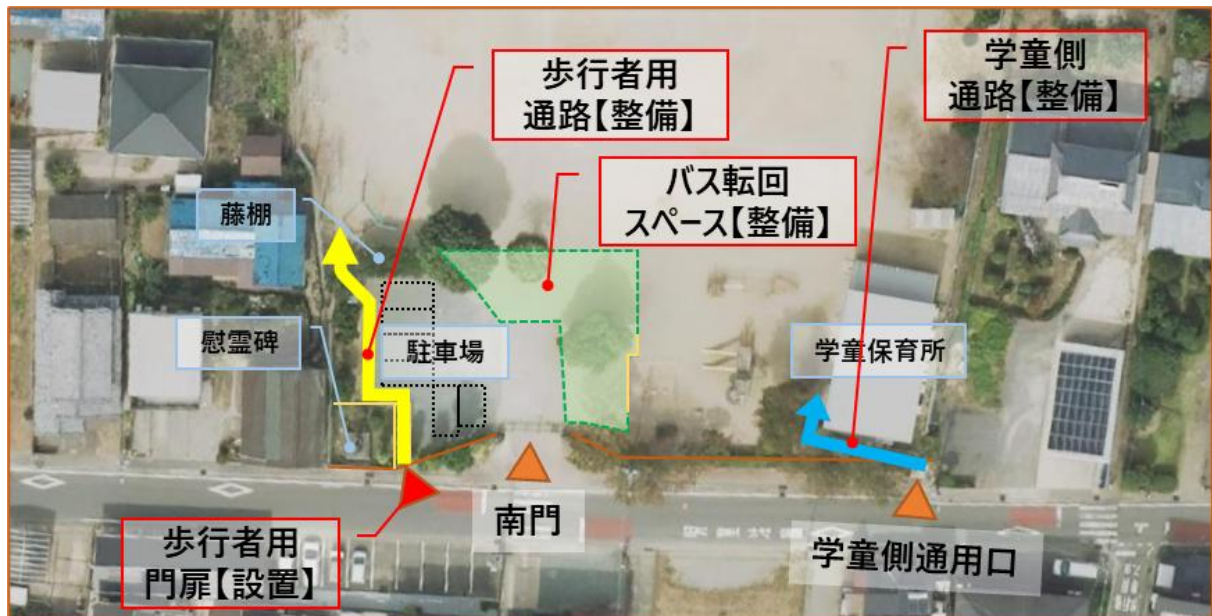 歩行者用
通路【整備】
学童側
通路【整備】
バス転回
スペース【整備】
藤棚
慰霊碑
駐車場
学童保育所
南門
学童側通用口
歩行者用
門扉【設置】